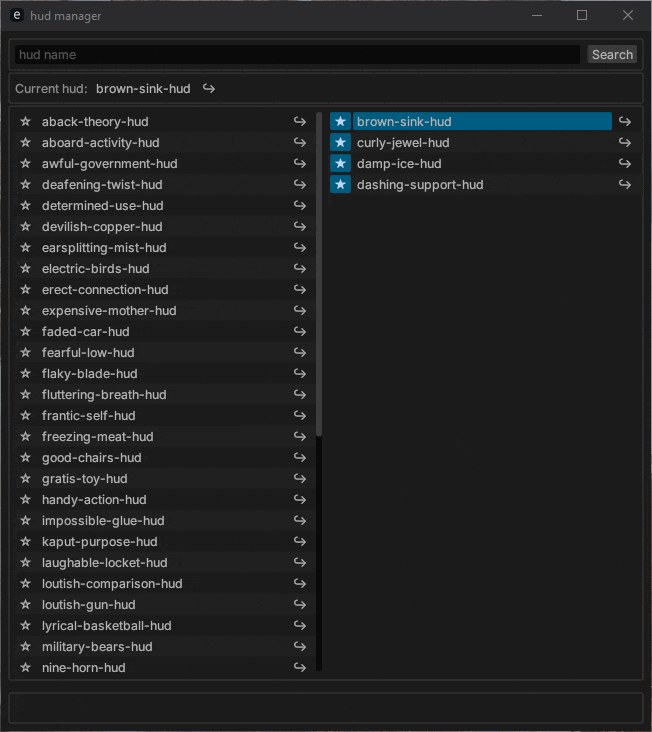 e hud manager
hud name
Search
Current hud: brown-sink-hud
aback-theory-hud
aboard-activity-hud
awful-government-hud
deafening-twist-hud
determined-use-hud
devilish-copper-hud
earsplitting-mist-hud
electric-birds-hud
erect-connection-hud
expensive-mother-hud
faded-car-hud
fearful-low-hud
flaky-blade-hud
fluttering-breath-hud
frantic-self-hud
freezing-meat-hud
good-chairs-hud
gratis-toy-hud
handy-action-hud
impossible-glue-hud
kaput-purpose-hud
laughable-locket-hud
loutish-comparison-hud
loutish-gun-hud
lyrical-basketball-hud
military-bears-hud
nine-horn-hud
brown-sink-hud
curly-jewel-hud
damp-ice-hud
dashing-support-hud